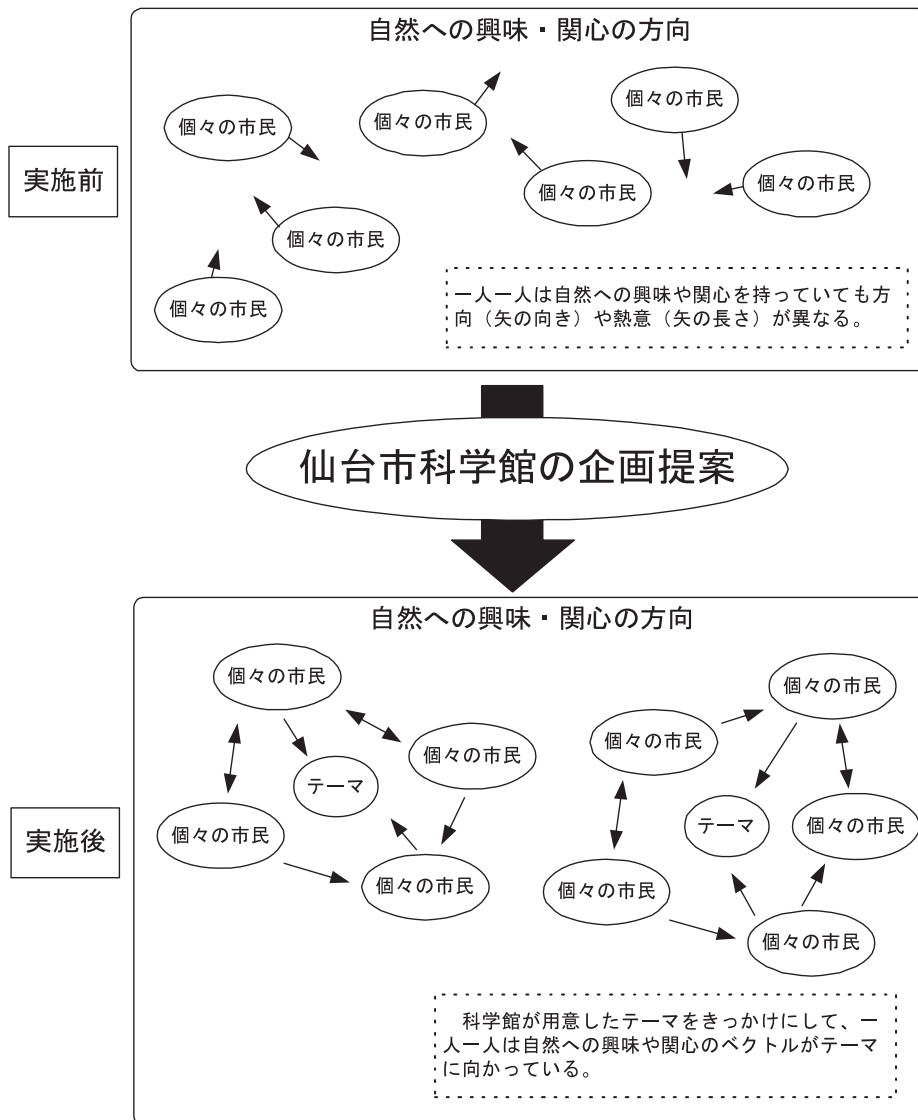 自然への興味・関心の方向
個々の市民
個々の市民
個々の市民
実施前
個々の市民
個々の市民
個々の市民
個々の市民
一人一人は自然への興味や関心を持っていても方
向（矢の向き）や熱意（矢の長さ）が異なる。
仙台市科学館の企画提案
自然への興味・関心の方向
個々の市民
個々の市民
個々の市民
個々の市民
テーマ
実施後
個々の市民
テーマ
個々の市民
個々の市民
個々の市民
個々の市民
科学館が用意したテーマをきっかけにして、一
人一人は自然への興味や関心のベクトルがテーマ
に向かっている。